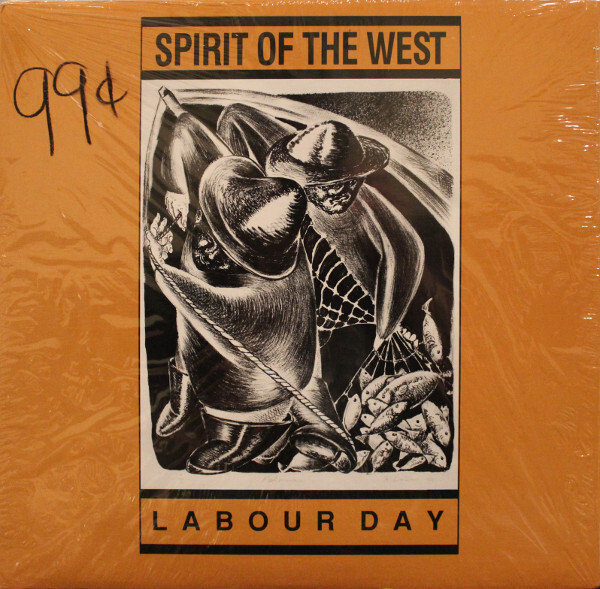 SPIRIT OF THE WEST
99¢
LABOUR DAY